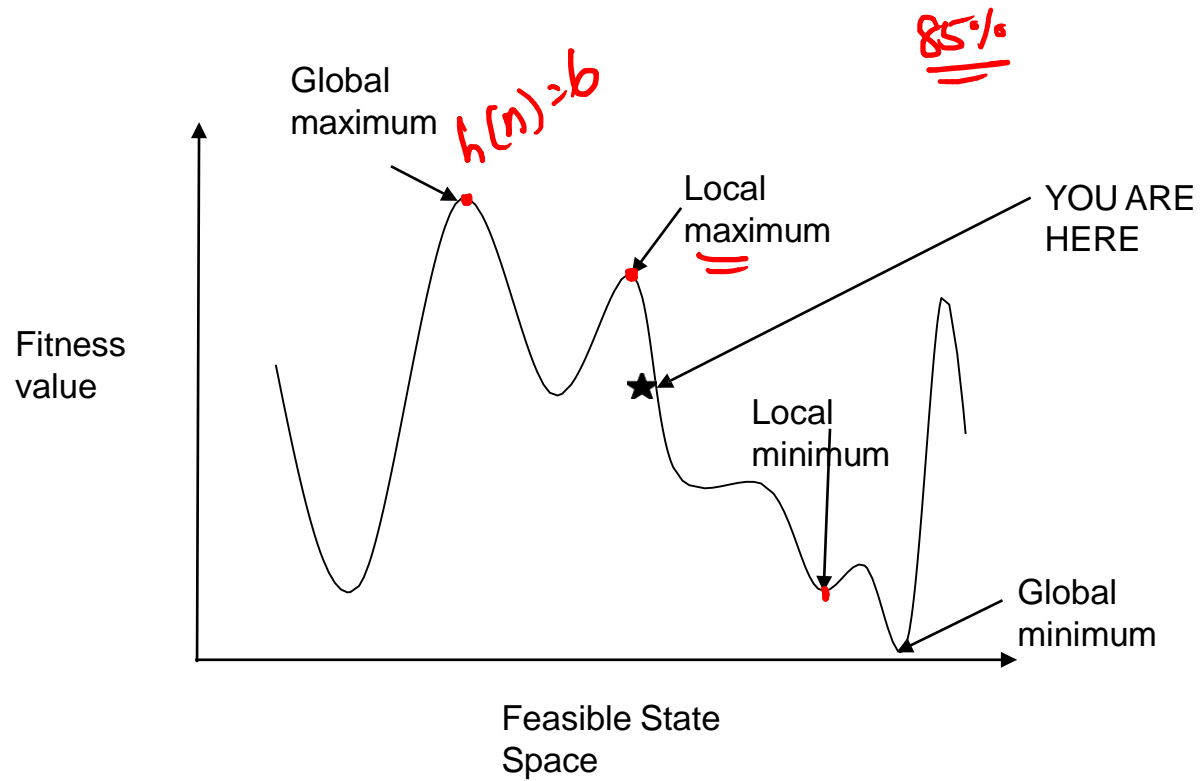 85%
Global
maximum
h(n)=6
Local
maximum
YOU ARE
HERE
Fitness
value
Local
minimum
Global
minimum
Feasible State
Space